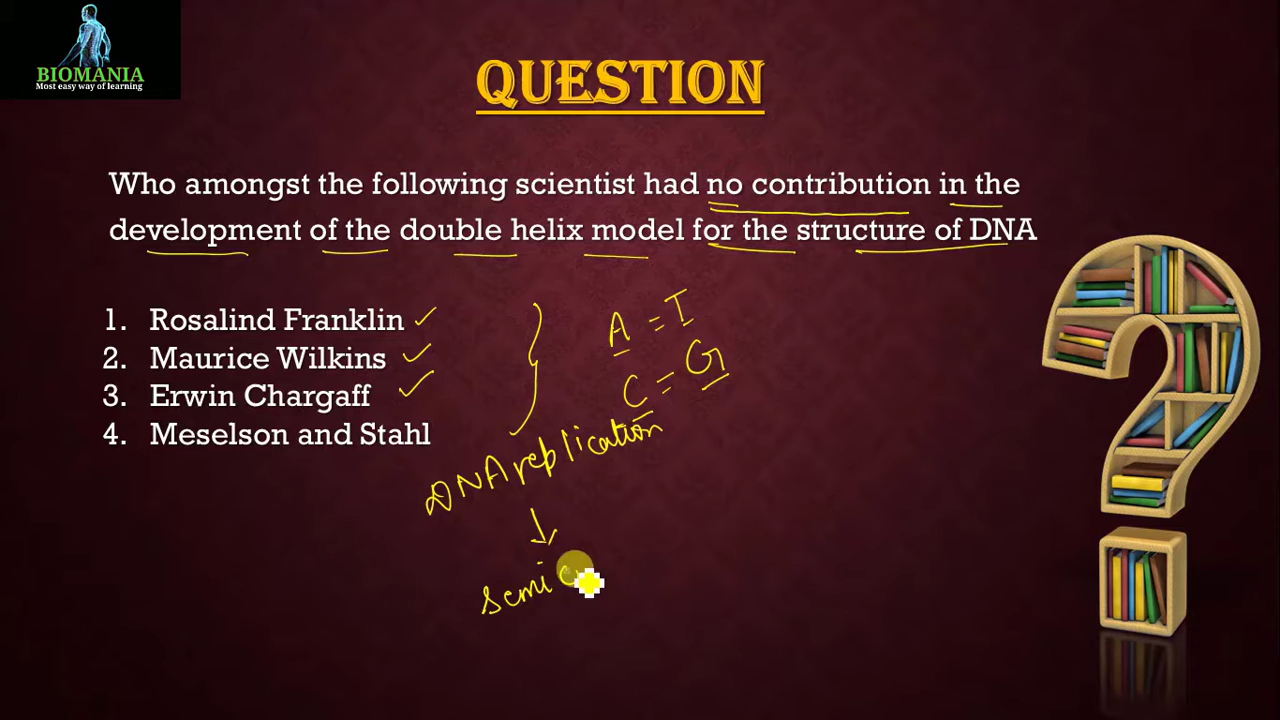 BIOMANIA
Most easy way of learning
QUESTION
Who amongst the following scientist had no contribution in the
development of the double helix model for the structure of DNA
1. Rosalind Franklin ✓
2. Maurice Wilkins ✓
3. Erwin Chargaff ✓
4. Meselson and Stahl
A = T
C = G
DNA replication
Semi c